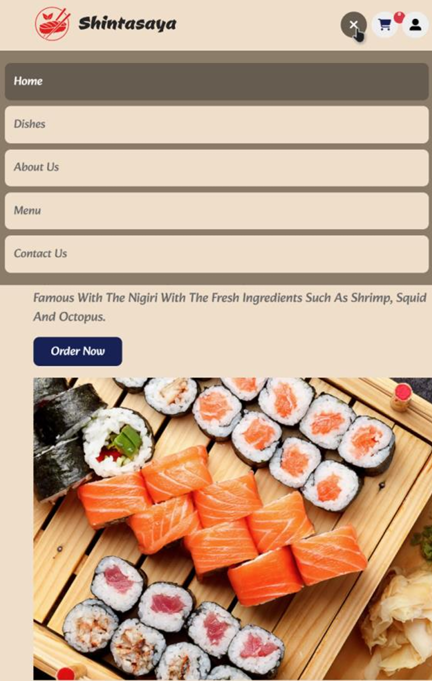 Shintasaya
Home
Dishes
About Us
Menu
Contact Us
Famous With The Nigiri With The Fresh Ingredients Such As Shrimp, Squid
And Octopus.
Order Now